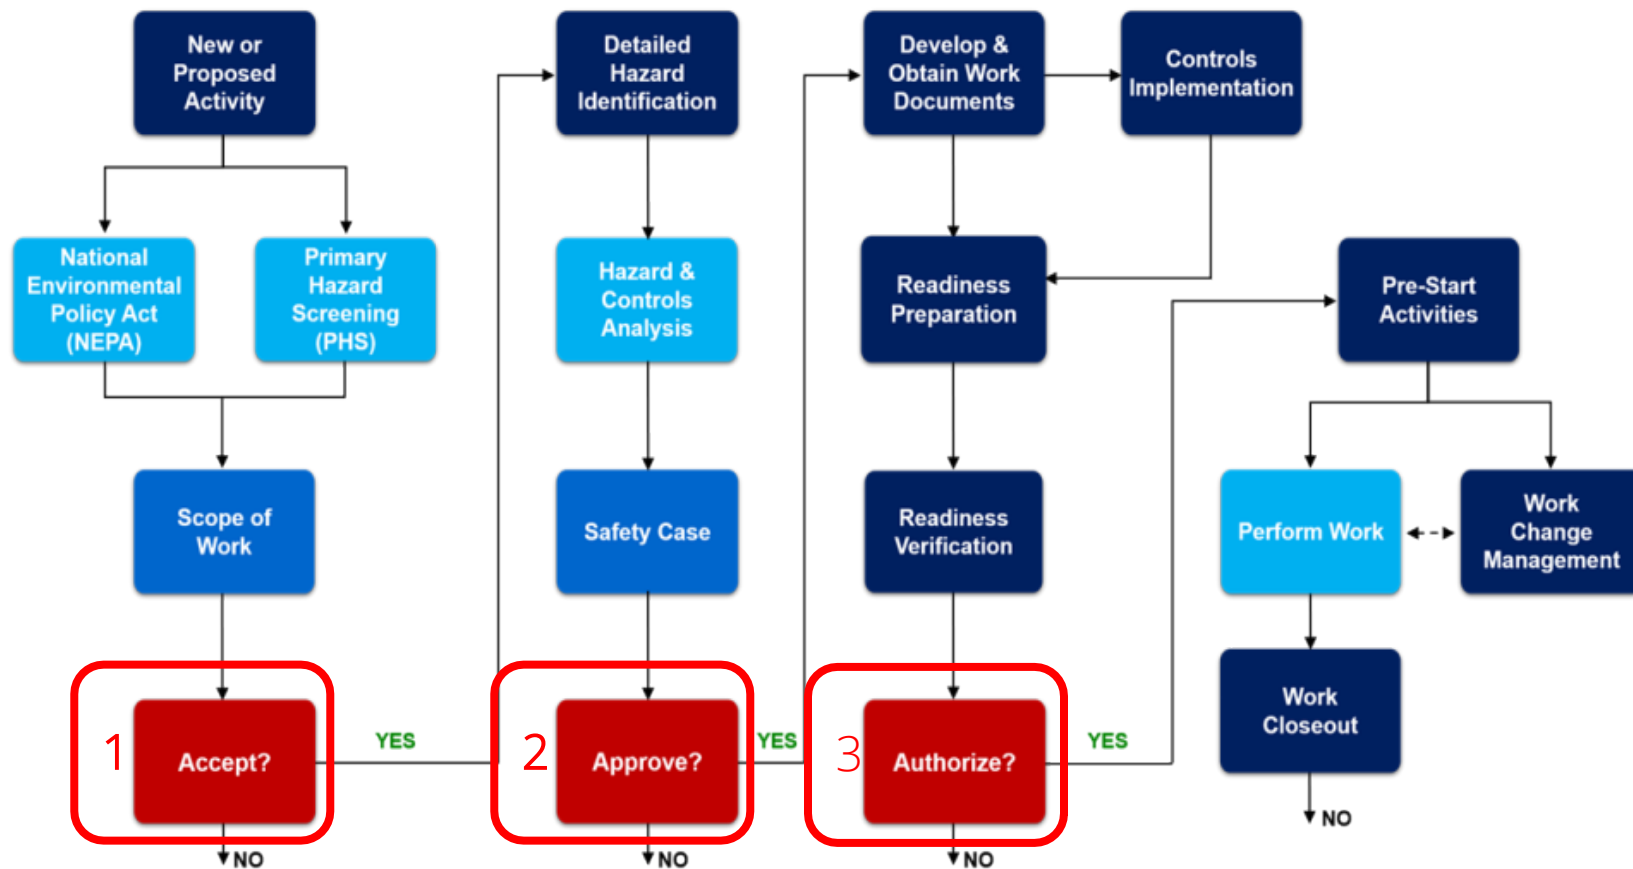 New or
Proposed
Activity
National
Environmental
Policy Act
(NEPA)
Primary
Hazard
Screening
(PHS)
Scope of
Work
1
Accept?
YES
NO
Detailed
Hazard
Identification
Hazard &
Controls
Analysis
Safety Case
2
Approve?
YES
NO
Develop &
Obtain Work
Documents
Controls
Implementation
Readiness
Preparation
Readiness
Verification
3
Authorize?
YES
NO
Pre-Start
Activities
Perform Work
Work
Change
Management
Work
Closeout
NO